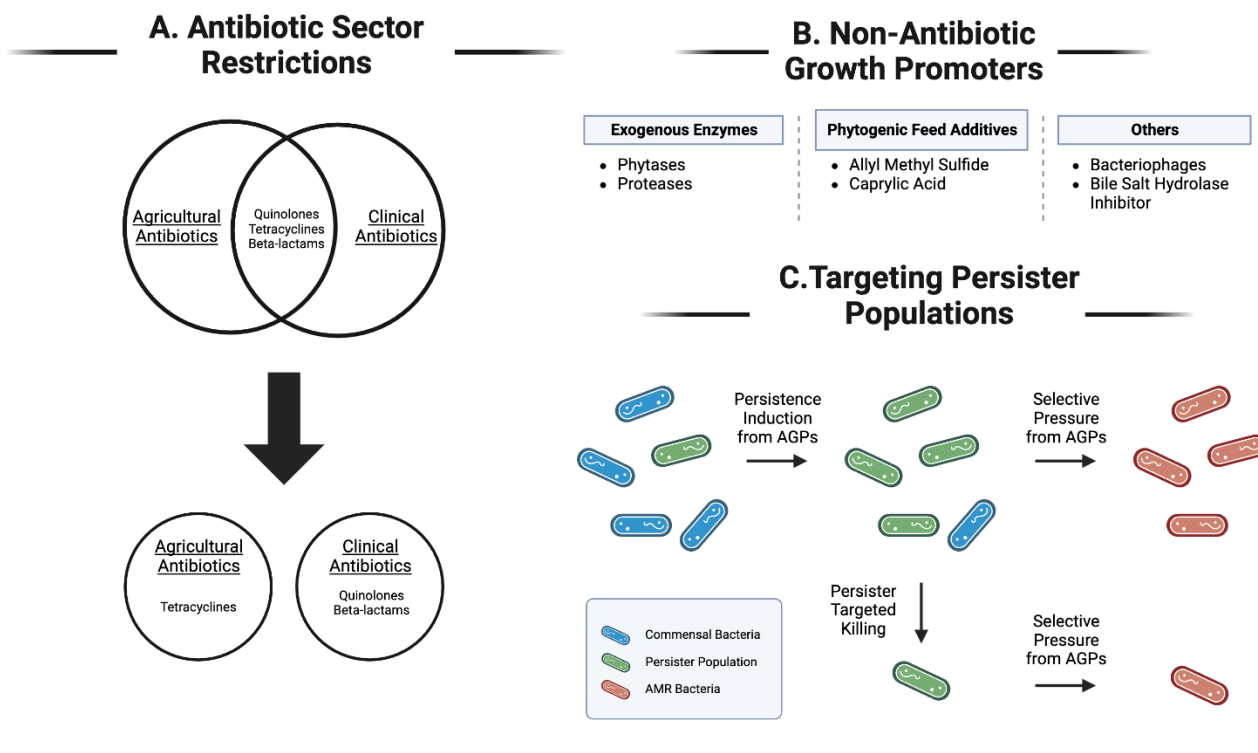 A. Antibiotic Sector
Restrictions
Agricultural
Antibiotics
Quinolones
Tetracyclines
Beta-lactams
Clinical
Antibiotics
Agricultural
Antibiotics
Tetracyclines
Clinical
Antibiotics
Quinolones
Beta-lactams
B. Non-Antibiotic
Growth Promoters
Exogenous Enzymes
• Phytases
• Proteases
Phytogenic Feed Additives
• Allyl Methyl Sulfide
• Caprylic Acid
Others
• Bacteriophages
• Bile Salt Hydrolase
Inhibitor
C.Targeting Persister
Populations
Persistence
Induction
from AGPs
Selective
Pressure
from AGPs
Persister
Targeted
Killing
Selective
Pressure
from AGPs
Commensal Bacteria
Persister Population
AMR Bacteria